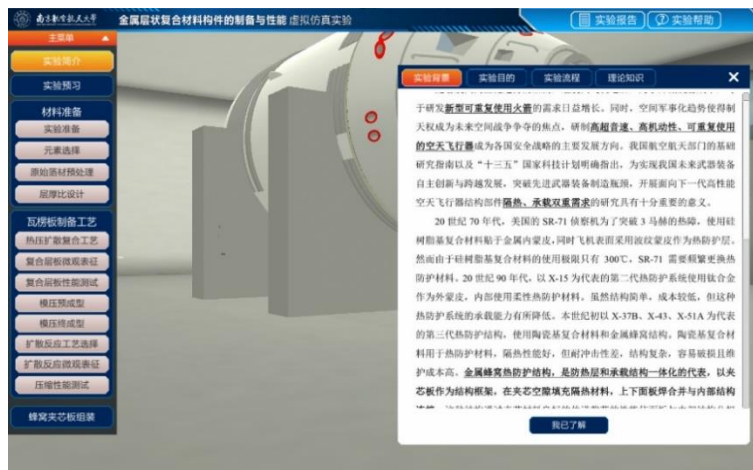 南京航空航天大学
金属层状复合材料构件的制备与性能 虚拟仿真实验
实验报告
实验帮助
主菜单
实验简介
实验预习
材料准备
实验准备
元素选择
原始箔材预处理
层厚比设计
瓦楞板制备工艺
热压扩散复合工艺
复合层板微观表征
复合层板性能测试
模压预成型
模压终成型
扩散反应工艺选择
扩散反应微观表征
压缩性能测试
蜂窝夹芯板组装
实验背景
实验目的
实验流程
理论知识
于研发新型可重复使用火箭的需求日益增长。同时，空间军事化趋势使得制
天权成为未来空间战争争夺的焦点，研制高超音速、高机动性、可重复使用
的空天飞行器成为各国安全战略的主要发展方向。我国航空航天部门的基础
研究指南以及“十三五”国家科技计划明确指出，为实现我国未来武器装备
自主创新与跨越发展，突破先进武器装备制造瓶颈，开展面向下一代高性能
空天飞行器结构部件隔热、承载双重需求的研究具有十分重要的意义。
20 世纪 70 年代，美国的 SR-71 侦察机为了突破 3 马赫的热障，使用硅
树脂基复合材料贴于金属内蒙皮，同时飞机表面采用波纹蒙皮作为热防护层。
然而由于硅树脂基复合材料的使用极限只有 300℃，SR-71 需要频繁更换热
防护材料。20 世纪 90 年代，以 X-15 为代表的第二代热防护系统使用钛合金
作为外蒙皮，内部使用柔性热防护材料，虽然结构简单，成本较低，但这种
热防护系统的承载能力有所降低。本世纪初以 X-37B、X-43、X-51A 为代表
的第三代热防护结构，使用陶瓷基复合材料和金属蜂窝结构。陶瓷基复合材
料用于热防护材料，隔热性能好，但耐冲击性差，结构复杂，容易破损且维
护成本高。金属蜂窝热防护结构，是防热层和承载结构一体化的代表，以夹
芯板作为结构框架，在夹芯空隙填充隔热材料，上下面板焊合并与内部结构
我已了解